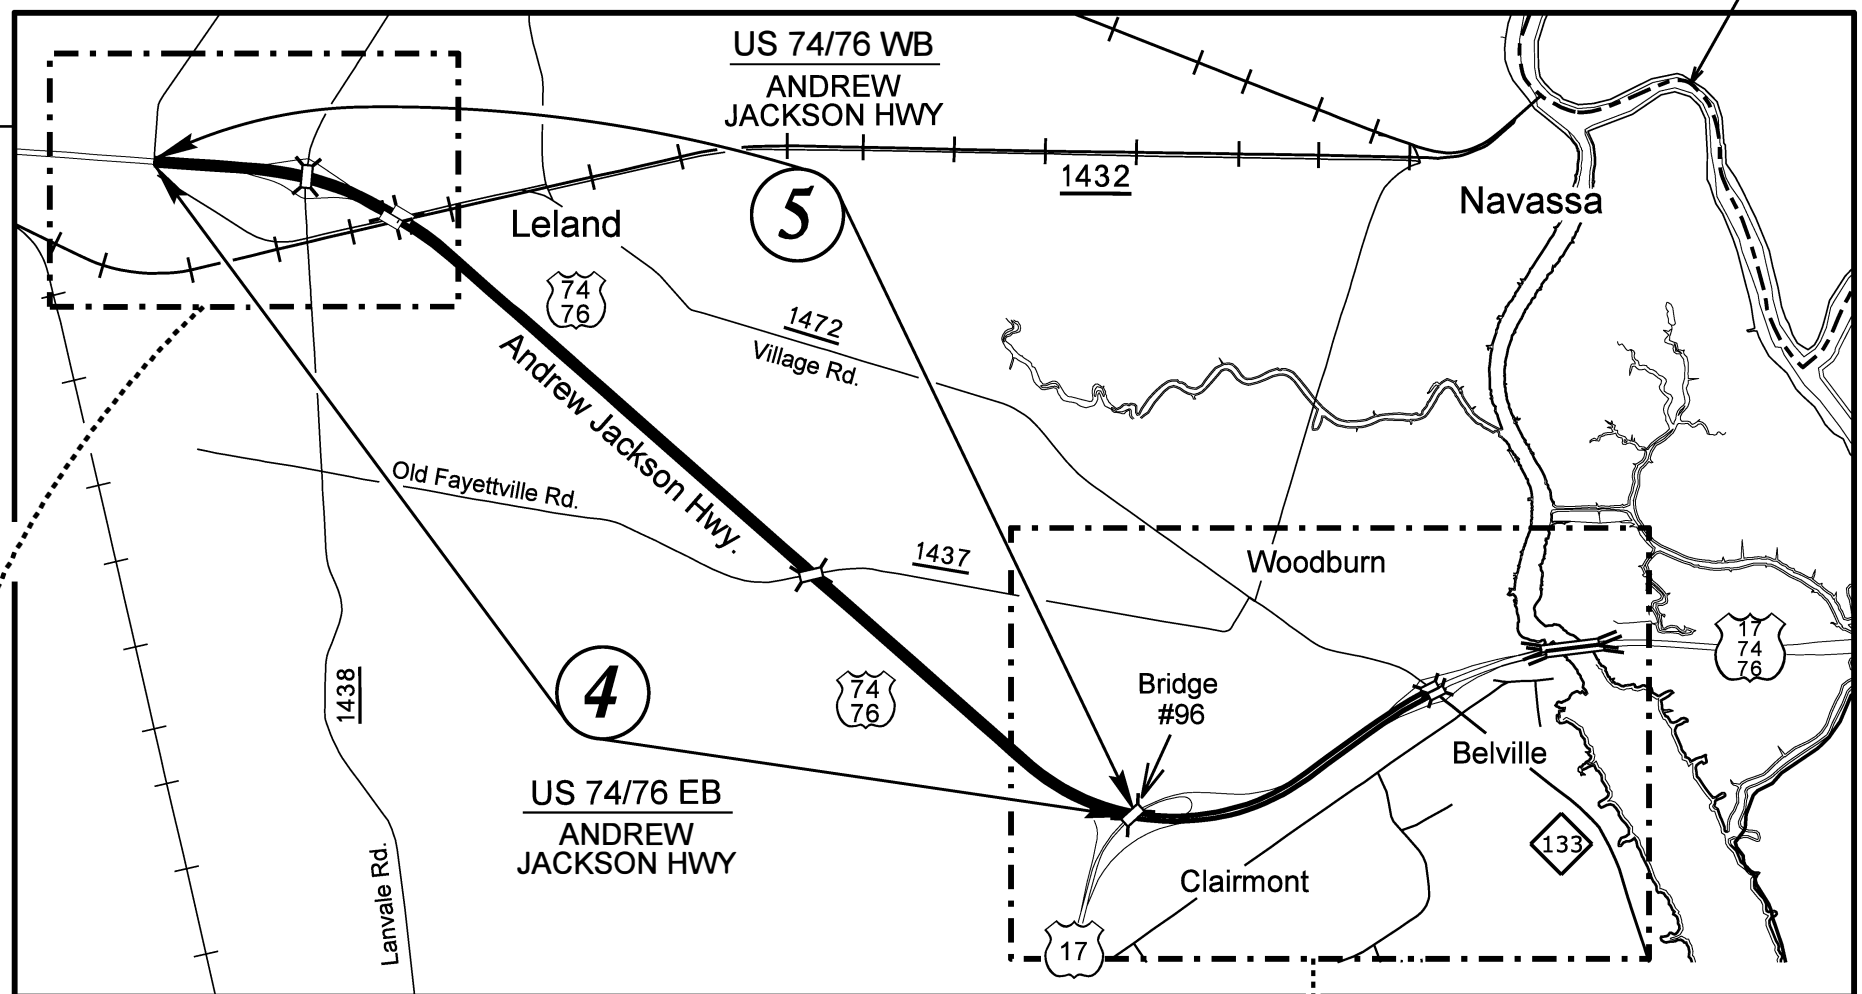 US 74/76 WB
ANDREW
JACKSON HWY
1432
Navassa
5
Leland
74
76
1472
Village Rd.
Andrew Jackson Hwy.
Old Fayettville Rd.
1437
Woodburn
17
74
76
4
1438
74
76
Bridge
#96
Belville
US 74/76 EB
ANDREW
JACKSON HWY
133
Clairmont
Lanvale Rd.
17